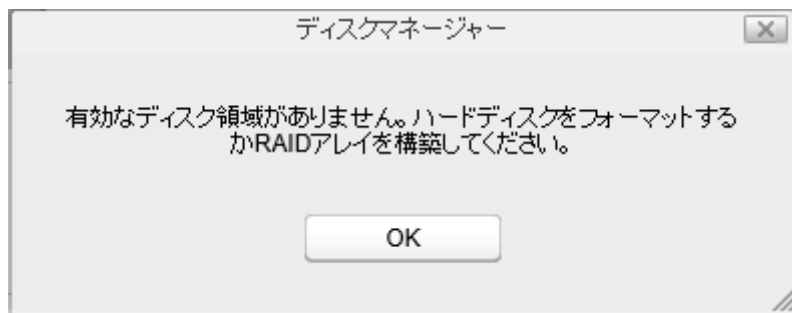 ディスクマネージャー
有効なディスク領域がありません。ハードディスクをフォーマットする
かRAIDアレイを構築してください。
OK